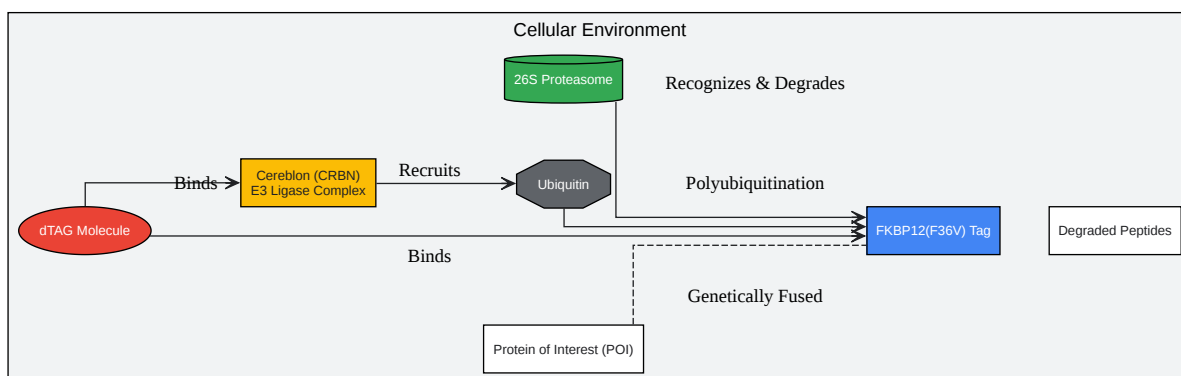 Cellular Environment
26S Proteasome
Recognizes & Degrades
Binds
Cereblon (CRBN)
E3 Ligase Complex
Recruits
Ubiquitin
Polyubiquitination
dTAG Molecule
Binds
FKBP12(F36V) Tag
Degraded Peptides
Genetically Fused
Protein of Interest (POI)